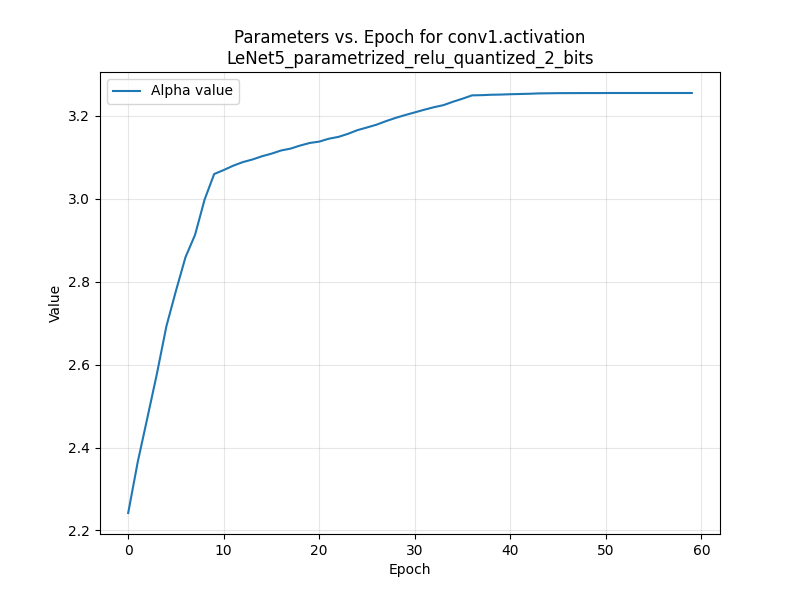 Parameters vs. Epoch for conv1.activation
LeNet5_parametrized_relu_quantized_2_bits
Alpha value
3.2
3.0
2.8
2.6
2.4
2.2
Value
0 10 20 30 40 50 60
Epoch